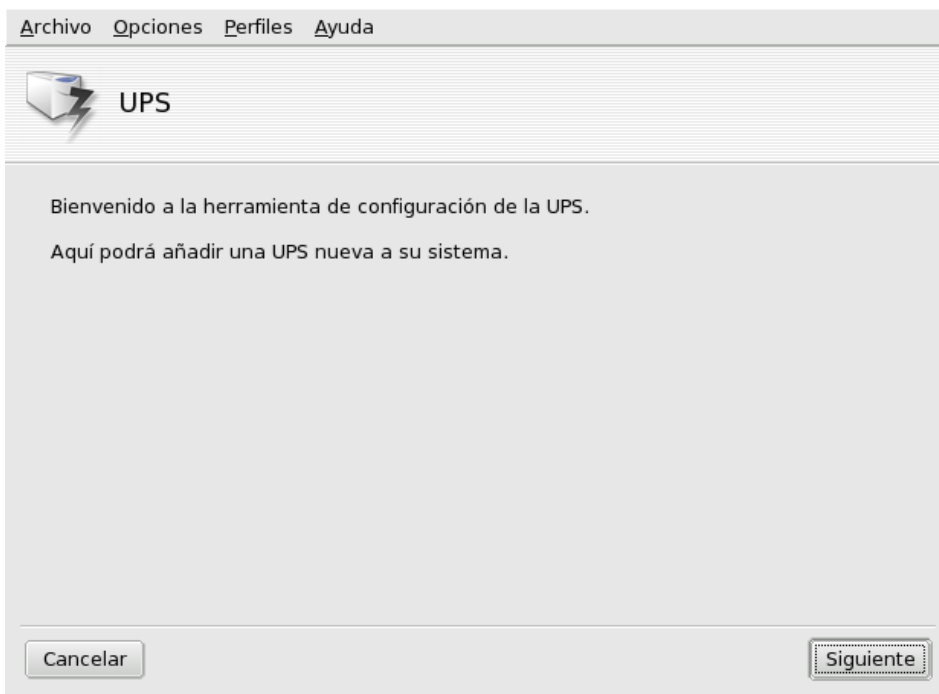 Archivo Opciones Perfiles Ayuda
UPS
Bienvenido a la herramienta de configuración de la UPS.
Aquí podrá añadir una UPS nueva a su sistema.
Cancelar Siguiente